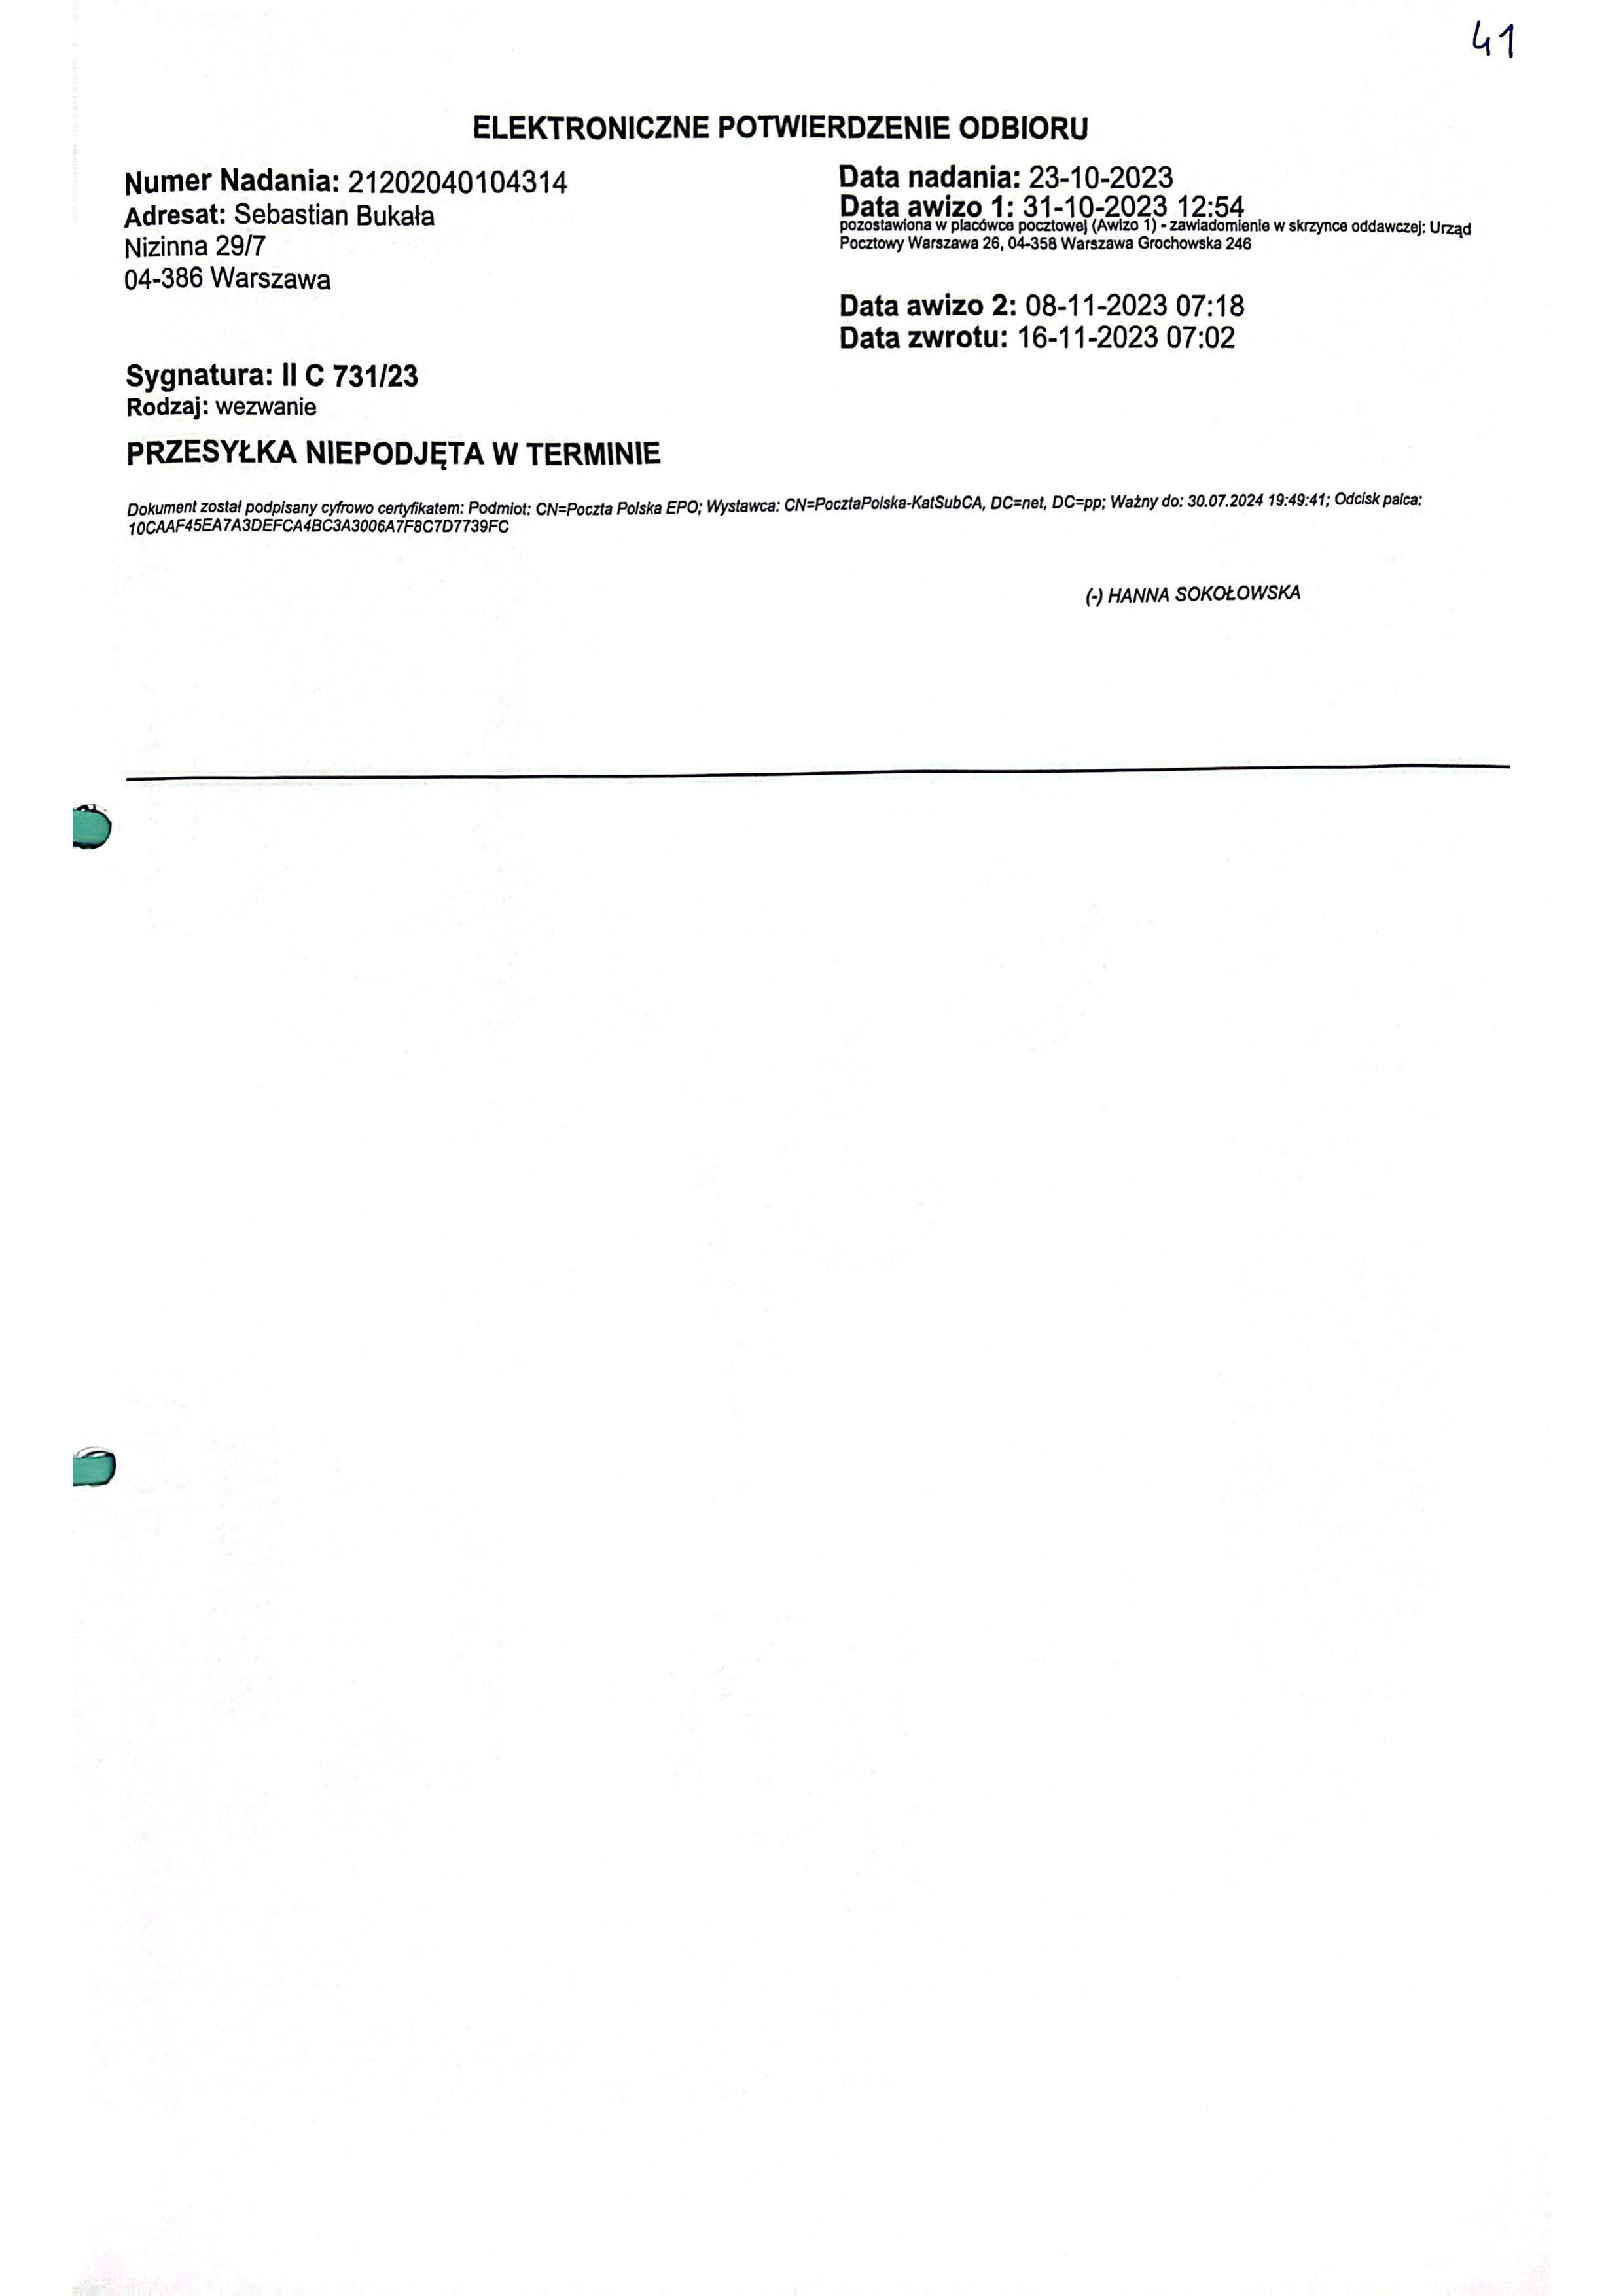 41
ELEKTRONICZNE POTWIERDZENIE ODBIORU
Numer Nadania: 21202040104314
Adresat: Sebastian Bukała
Nizinna 29/7
04-386 Warszawa
Data nadania: 23-10-2023
Data awizo 1: 31-10-2023 12:54
pozostawiona w placówce pocztowej (Awizo 1) - zawiadomienie w skrzynce oddawczej: Urząd
Pocztowy Warszawa 26, 04-358 Warszawa Grochowska 246
Data awizo 2: 08-11-2023 07:18
Data zwrotu: 16-11-2023 07:02
Sygnatura: II C 731/23
Rodzaj: wezwanie
PRZESYŁKA NIEPODJĘTA W TERMINIE
Dokument został podpisany cyfrowo certyfikatem: Podmiot: CN=Poczta Polska EPO; Wystawca: CN=PocztaPolska-KatSubCA, DC=net, DC=pp; Ważny do: 30.07.2024 19:49:41; Odcisk palca:
10CAAF45EA7A3DEFCA4BC3A3006A7F8C7D7739FC
(-) HANNA SOKOŁOWSKA